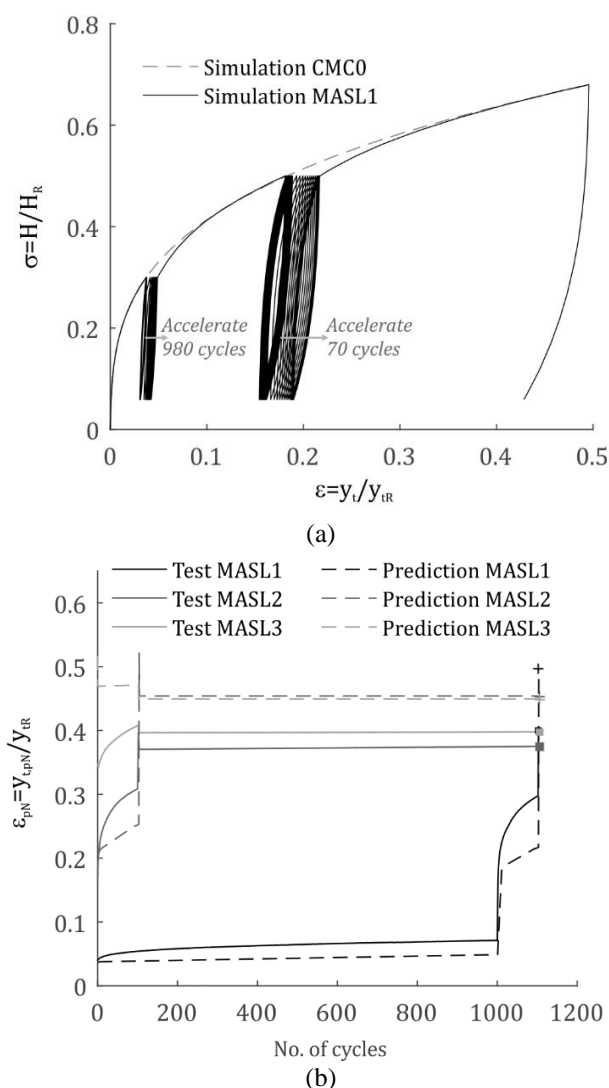 0.8
Simulation CMC0
Simulation MASL1
0.6
σ=H/H_R
0.4
0.2
Accelerate
980 cycles
Accelerate
70 cycles
0
0 0.1 0.2 0.3 0.4 0.5
ε=y_t/y_tR
(a)
Test MASL1 Prediction MASL1
Test MASL2 Prediction MASL2
Test MASL3 Prediction MASL3
0.6
0.5
0.4
ε_pN=y_t,pN/y_tR
0.3
0.2
0.1
0
0 200 400 600 800 1000 1200
No. of cycles
(b)